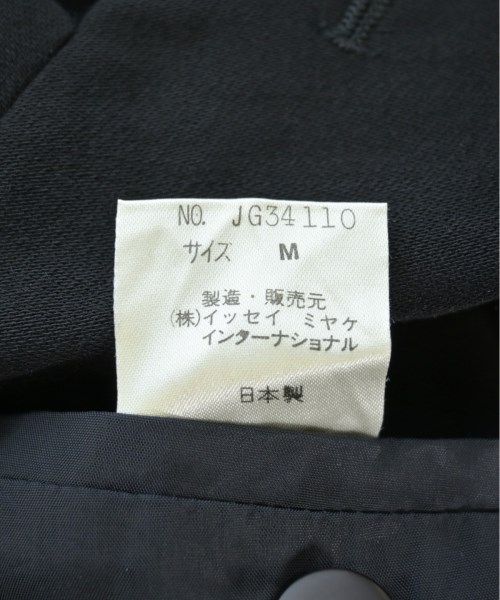 NO. JG34110
サイズ M
製造・販売元
(株)イッセイ ミヤケ
インターナショナル
日本製